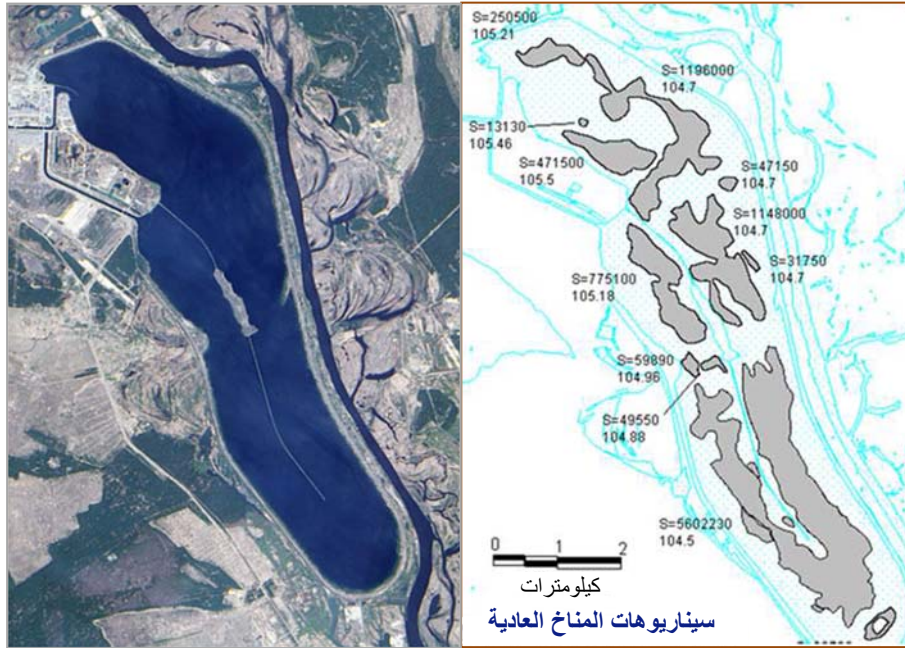 S=250500
105.21
S=1196000
104.7
S=13130
105.46
S=471500
105.5
S=47150
104.7
S=1148000
104.7
S=31750
104.7
S=775100
105.18
S=59890
104.96
S=49550
104.88
S=5602230
104.5
0 1 2
كيلومترات
سيناريوهات المناخ العادية